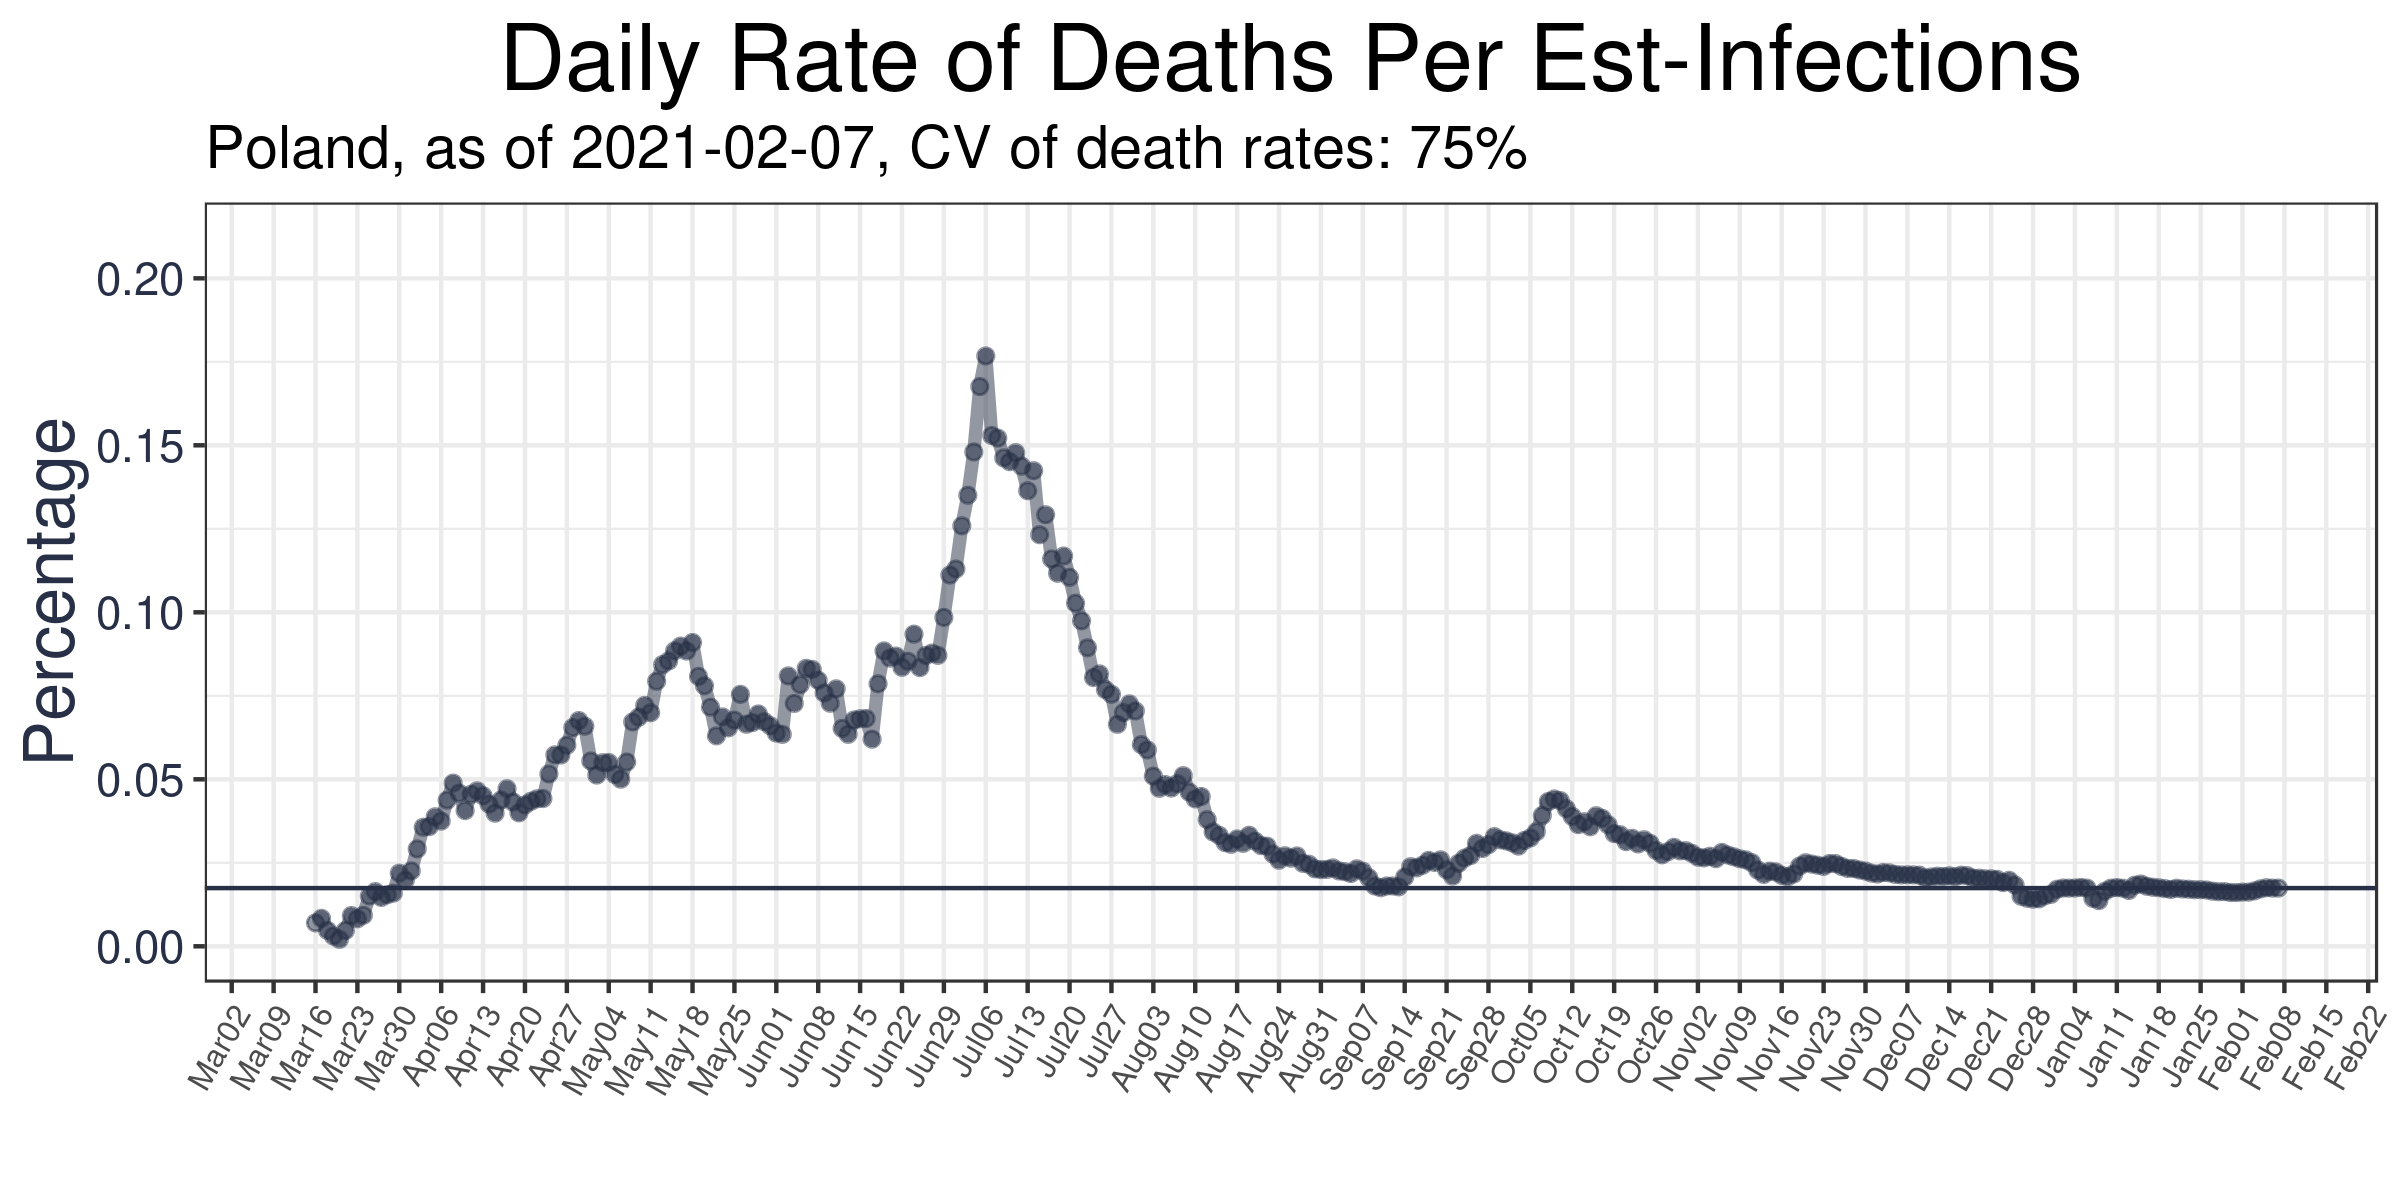 Daily Rate of Deaths Per Est-Infections
Poland, as of 2021-02-07, CV of death rates: 75%
Percentage
0.20
0.15
0.10
0.05
0.00
Mar02
Mar09
Mar16
Mar23
Mar30
Apr06
Apr13
Apr20
Apr27
May04
May11
May18
May25
Jun01
Jun08
Jun15
Jun22
Jun29
Jul06
Jul13
Jul20
Jul27
Aug03
Aug10
Aug17
Aug24
Aug31
Sep07
Sep14
Sep21
Sep28
Oct05
Oct12
Oct19
Oct26
Nov02
Nov09
Nov16
Nov23
Nov30
Dec07
Dec14
Dec21
Dec28
Jan04
Jan11
Jan18
Jan25
Feb01
Feb08
Feb15
Feb22